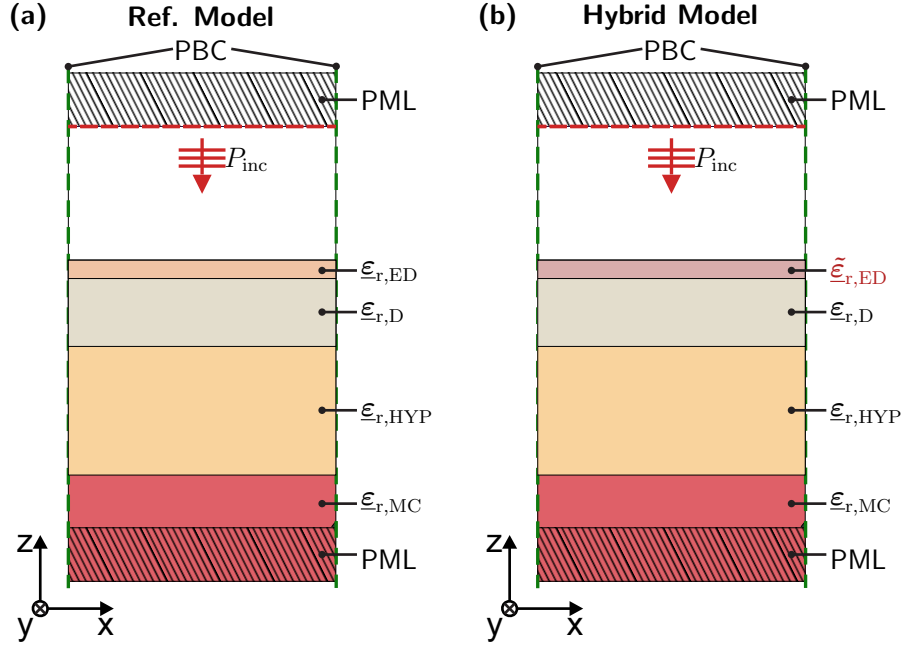 (a) Ref. Model
PBC
PML
P_inc
ε_r,ED
ε_r,D
ε_r,HYP
ε_r,MC
PML
z
y x
(b) Hybrid Model
PBC
PML
P_inc
ε̃_r,ED
ε_r,D
ε_r,HYP
ε_r,MC
PML
z
y x